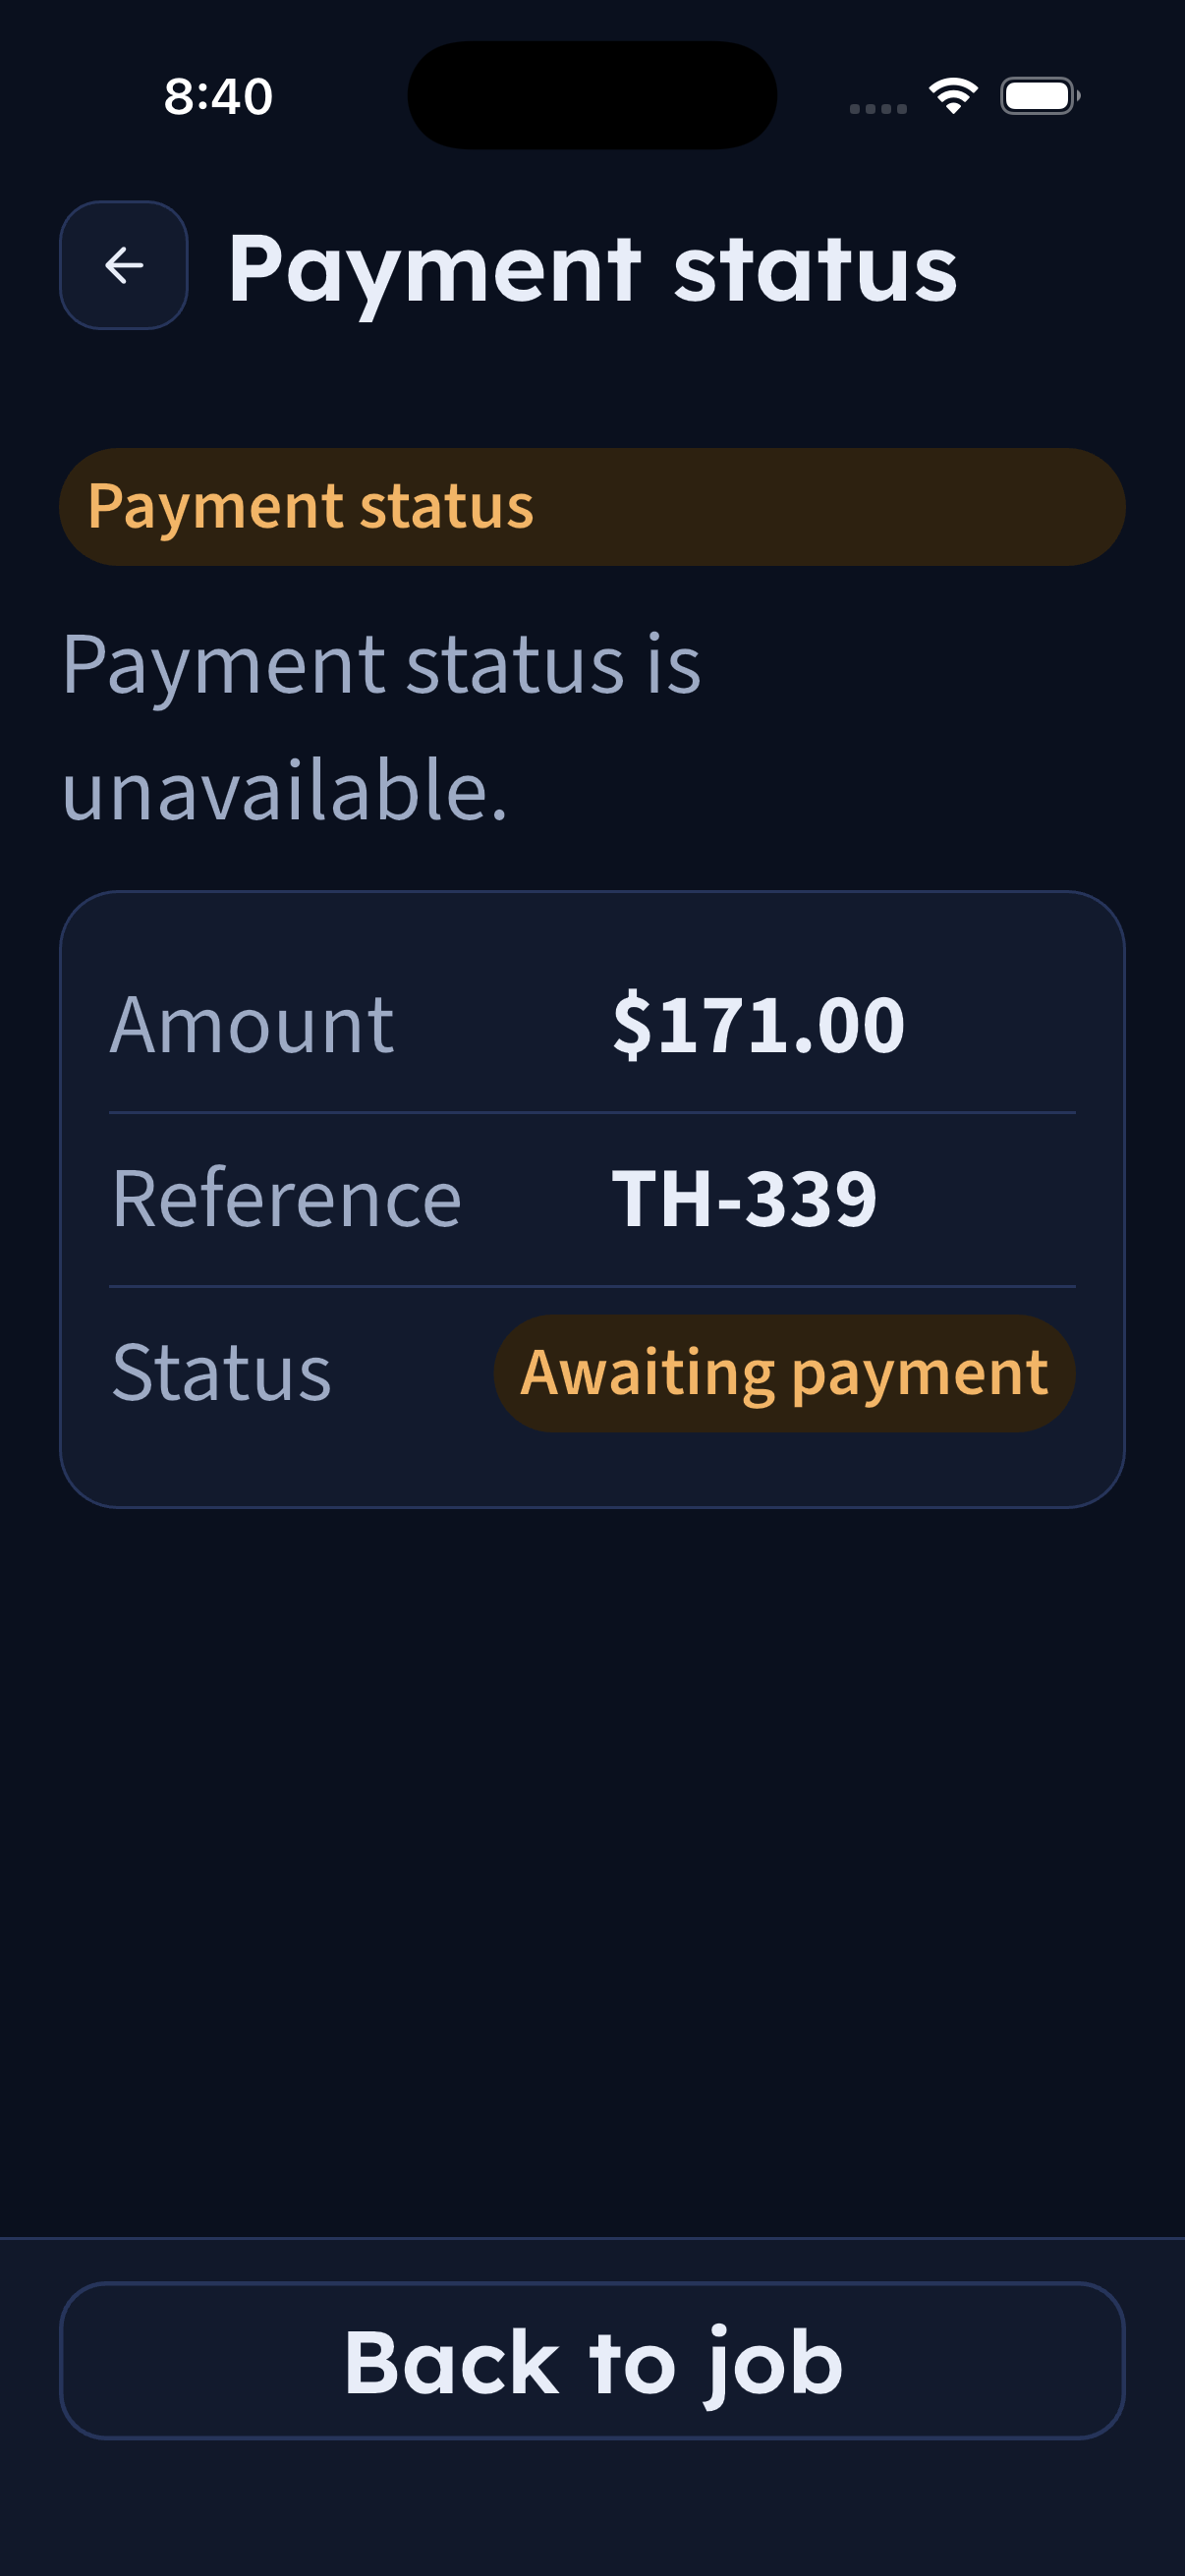 8:40
Payment status
Payment status
Payment status is
unavailable.
Amount $171.00
Reference TH-339
Status Awaiting payment
Back to job